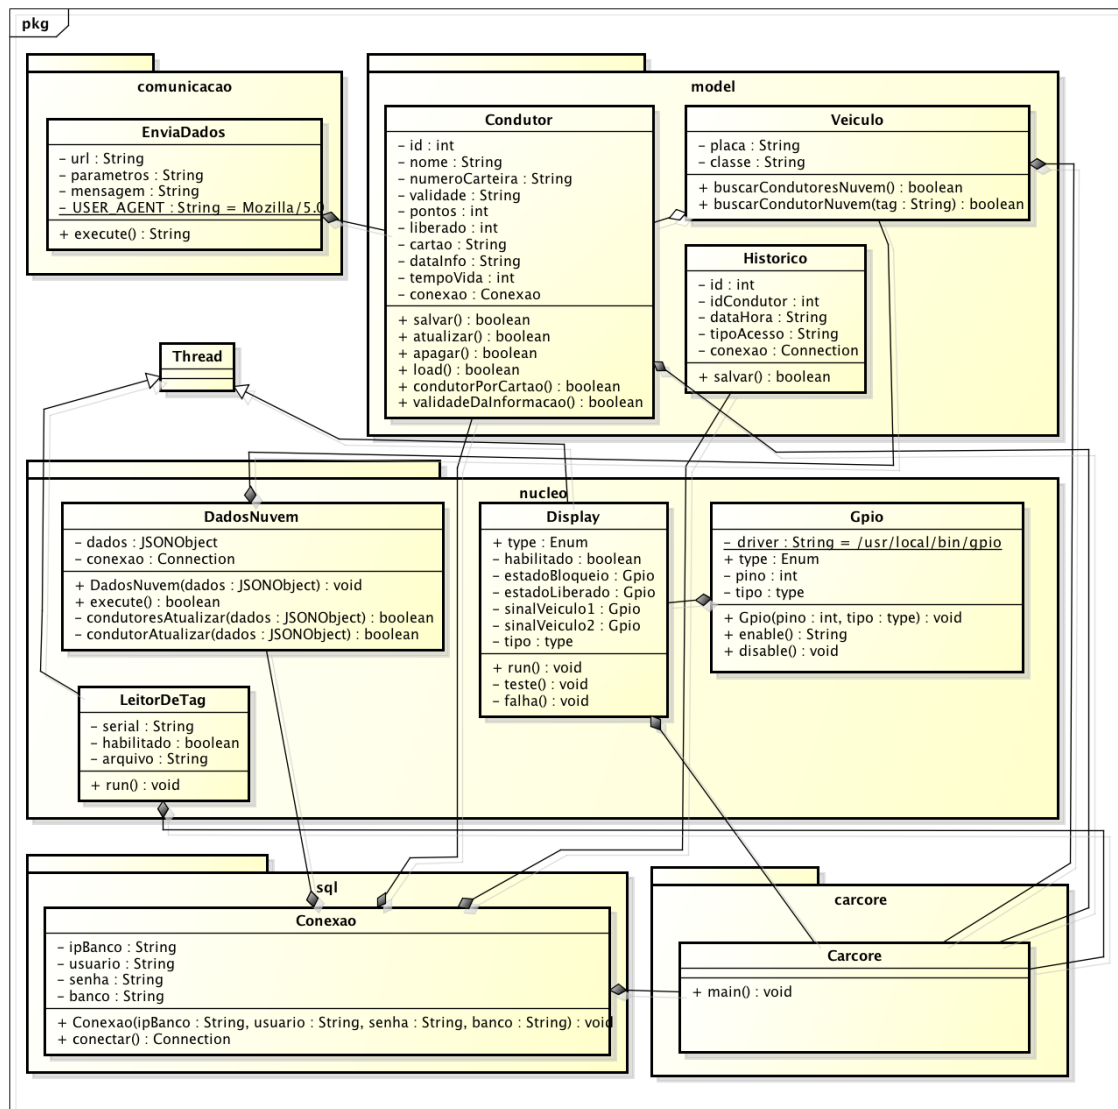 pkg
comunicacao
EnviaDados
- url : String
- parametros : String
- mensagem : String
- USER_AGENT : String = Mozilla/5.0
+ execute() : String
model
Condutor
- id : int
- nome : String
- numeroCarteira : String
- validade : String
- pontos : int
- liberado : int
- cartao : String
- dataInfo : String
- tempoVida : int
- conexao : Conexao
+ salvar() : boolean
+ atualizar() : boolean
+ apagar() : boolean
+ load() : boolean
+ condutorPorCartao() : boolean
+ validadeDaInformacao() : boolean
Veiculo
- placa : String
- classe : String
+ buscarCondutoresNuvem() : boolean
+ buscarCondutorNuvem(tag : String) : boolean
Historico
- id : int
- idCondutor : int
- dataHora : String
- tipoAcesso : String
- conexao : Connection
+ salvar() : boolean
Thread
nucleo
DadosNuvem
- dados : JSONObject
- conexao : Connection
+ DadosNuvem(dados : JSONObject) : void
+ execute() : boolean
- condutoresAtualizar(dados : JSONObject) : boolean
- condutorAtualizar(dados : JSONObject) : boolean
Display
+ type : Enum
- habilitado : boolean
- estadoBloqueio : Gpio
- estadoLiberado : Gpio
- sinalVeiculo1 : Gpio
- sinalVeiculo2 : Gpio
- tipo : type
+ run() : void
- teste() : void
- falha() : void
Gpio
- driver : String = /usr/local/bin/gpio
+ type : Enum
- pino : int
- tipo : type
+ Gpio(pino : int, tipo : type) : void
+ enable() : String
+ disable() : void
LeitorDeTag
- serial : String
- habilitado : boolean
- arquivo : String
+ run() : void
sql
Conexao
- ipBanco : String
- usuario : String
- senha : String
- banco : String
+ Conexao(ipBanco : String, usuario : String, senha : String, banco : String) : void
+ conectar() : Connection
carcore
Carcore
+ main() : void